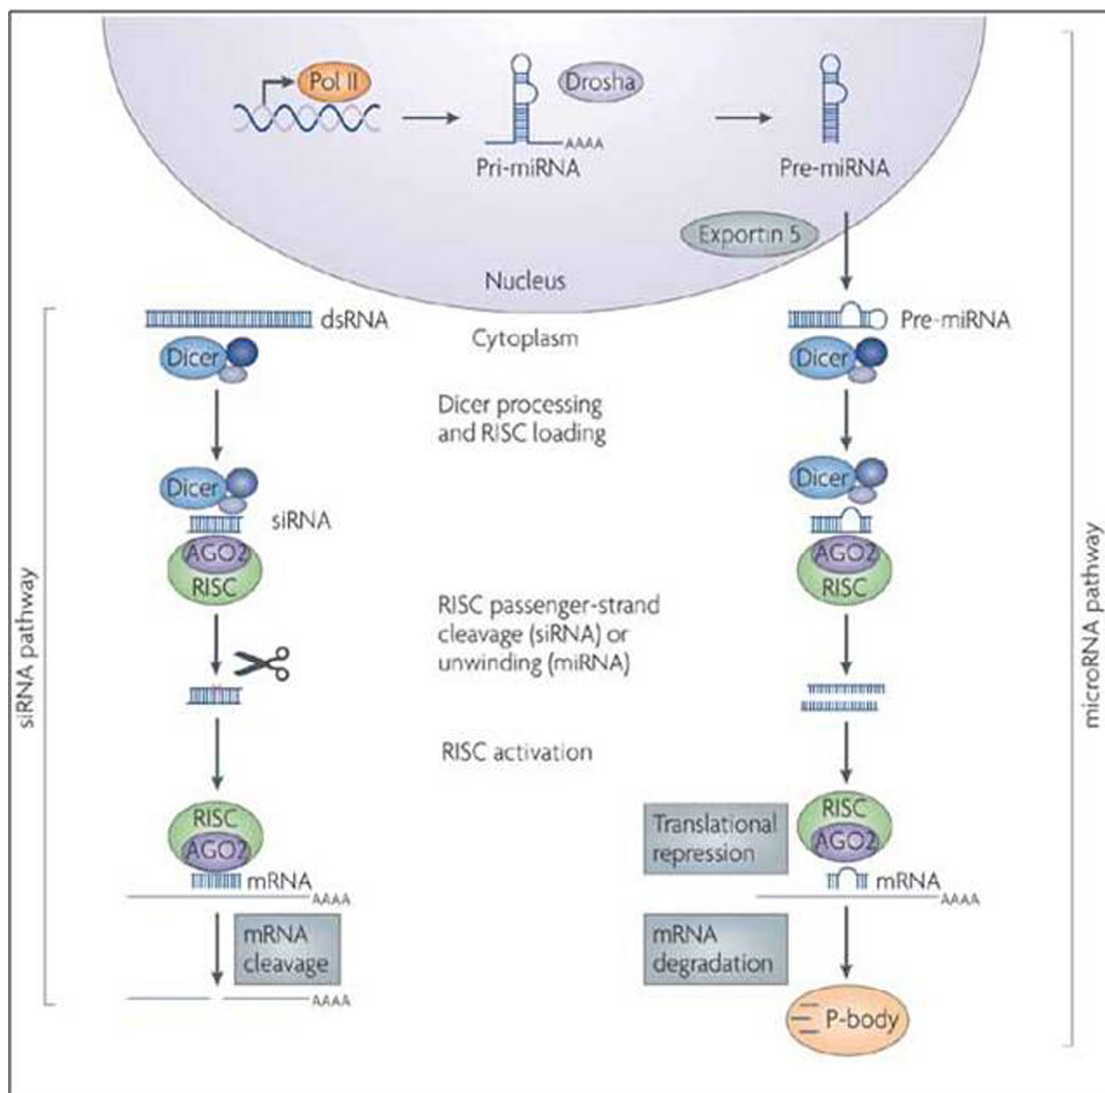 Pol II
Drosha
AAAA
Pri-miRNA
Pre-miRNA
Exportin 5
Nucleus
dsRNA
Cytoplasm
Pre-miRNA
Dicer
Dicer
Dicer processing
and RISC loading
Dicer
Dicer
siRNA
AGO2
RISC
AGO2
RISC
siRNA pathway
microRNA pathway
RISC passenger-strand
cleavage (siRNA) or
unwinding (miRNA)
RISC activation
RISC
AGO2
mRNA
AAAA
Translational
repression
RISC
AGO2
mRNA
AAAA
mRNA
cleavage
AAAA
mRNA
degradation
P-body